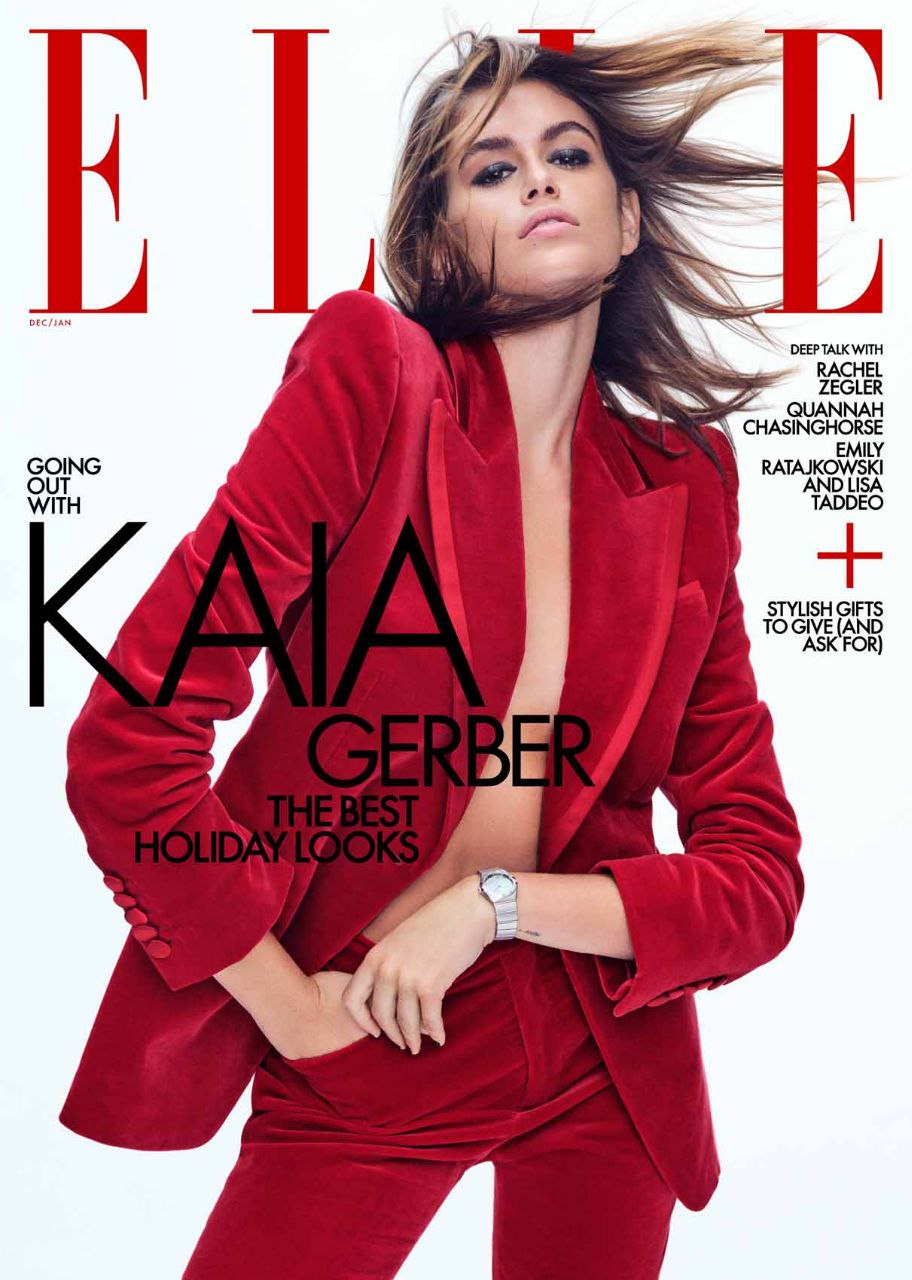 ELLE
DEC/JAN
DEEP TALK WITH
RACHEL
ZEGLER
QUANNAH
CHASINGHORSE
EMILY
RATAJKOWSKI
AND LISA
TADDEO
+
STYLISH GIFTS
TO GIVE (AND
ASK FOR)
GOING
OUT
WITH
KAIA
GERBER
THE BEST
HOLIDAY LOOKS